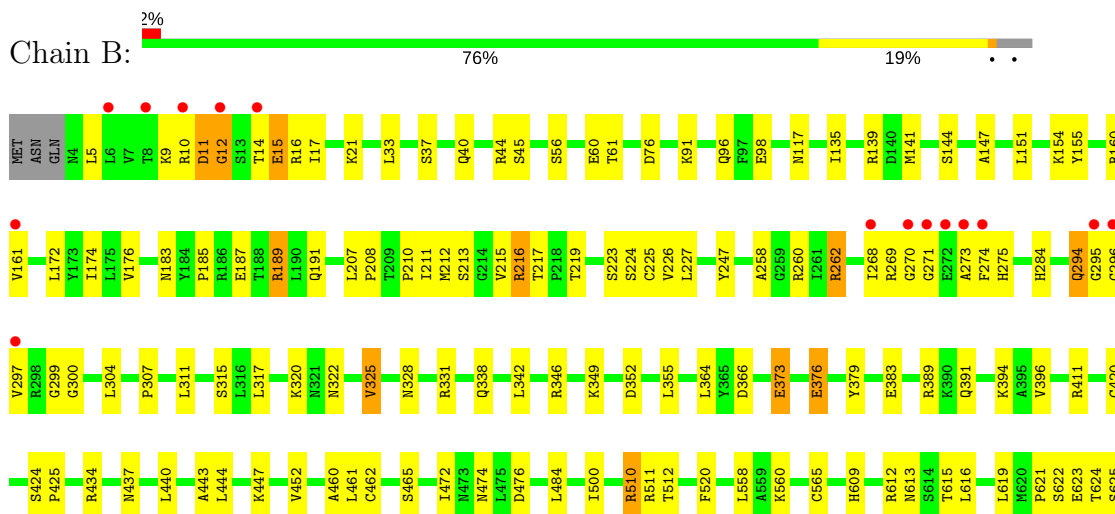 2%
Chain B:
76% 19% • •
MET ASN GLN N4 L5 L6 V7 T8 K9 R10 D11 G12 S13 T14 E15 R16 I17 K21 L33 S37 Q40 R44 S45 S56 E60 T61 D76 K91 Q96 F97 E98 N117 I135 R139 D140 M141 S144 A147 L151 K154 Y155
V161 L172 Y173 I174 L175 V176 N183 Y184 P185 R186 E187 T188 R189 L190 Q191 L207 P208 T209 P210 I211 M212 S213 G214 V215 R216 T217 P218 T219 S223 S224 C225 V226 L227 Y247 A258 G259 R260 I261 R262 I268 R269 G270 G271 E272 A273 F274 H275 H284 Q294 G295
V297 R298 G299 G300 L304 P307 L311 S315 L316 L317 K320 N321 N322 V325 N328 R331 Q338 L342 R346 K349 D352 L355 L364 Y365 D366 E373 E376 Y379 E383 R389 K390 Q391 K394 A395 V396 R411
S424 P425 R434 N437 L440 A443 L444 K447 V452 A460 L461 C462 S465 I472 N473 N474 L475 D476 L484 I500 R510 R511 T512 F520 L558 A559 K560 C565 H609 R612 N613 S614 T615 L616 L619 M620 P621 S622 E623 T624